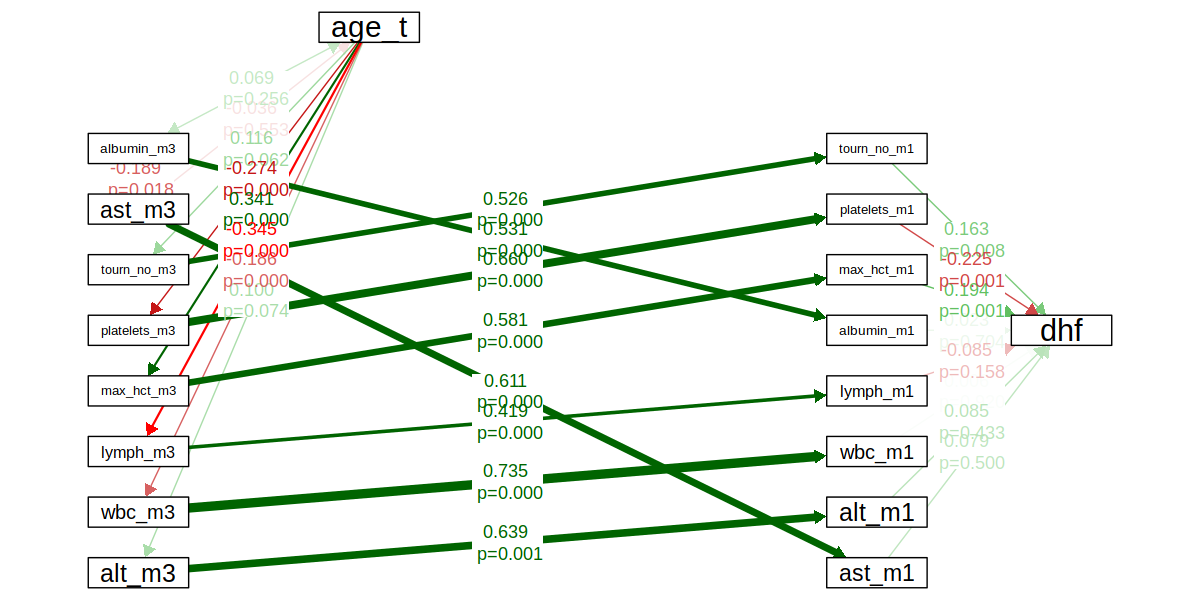 age_t
0.069
p=0.256
-0.036
p=0.553
0.116
p=0.062
albumin_m3
tourn_no_m1
-0.189
p=0.018
-0.274
p=0.000
ast_m3
0.341
p=0.000
0.526
p=0.000
platelets_m1
-0.345
p=0.000
0.531
p=0.000
0.163
p=0.008
tourn_no_m3
-0.186
p=0.000
0.660
p=0.000
max_hct_m1
-0.225
p=0.001
0.100
p=0.074
0.194
p=0.001
platelets_m3
0.581
p=0.000
albumin_m1
dhf
-0.085
p=0.158
max_hct_m3
0.611
p=0.000
lymph_m1
0.419
p=0.000
0.085
p=0.433
lymph_m3
wbc_m1
0.079
p=0.500
0.735
p=0.000
wbc_m3
alt_m1
0.639
p=0.001
alt_m3
ast_m1